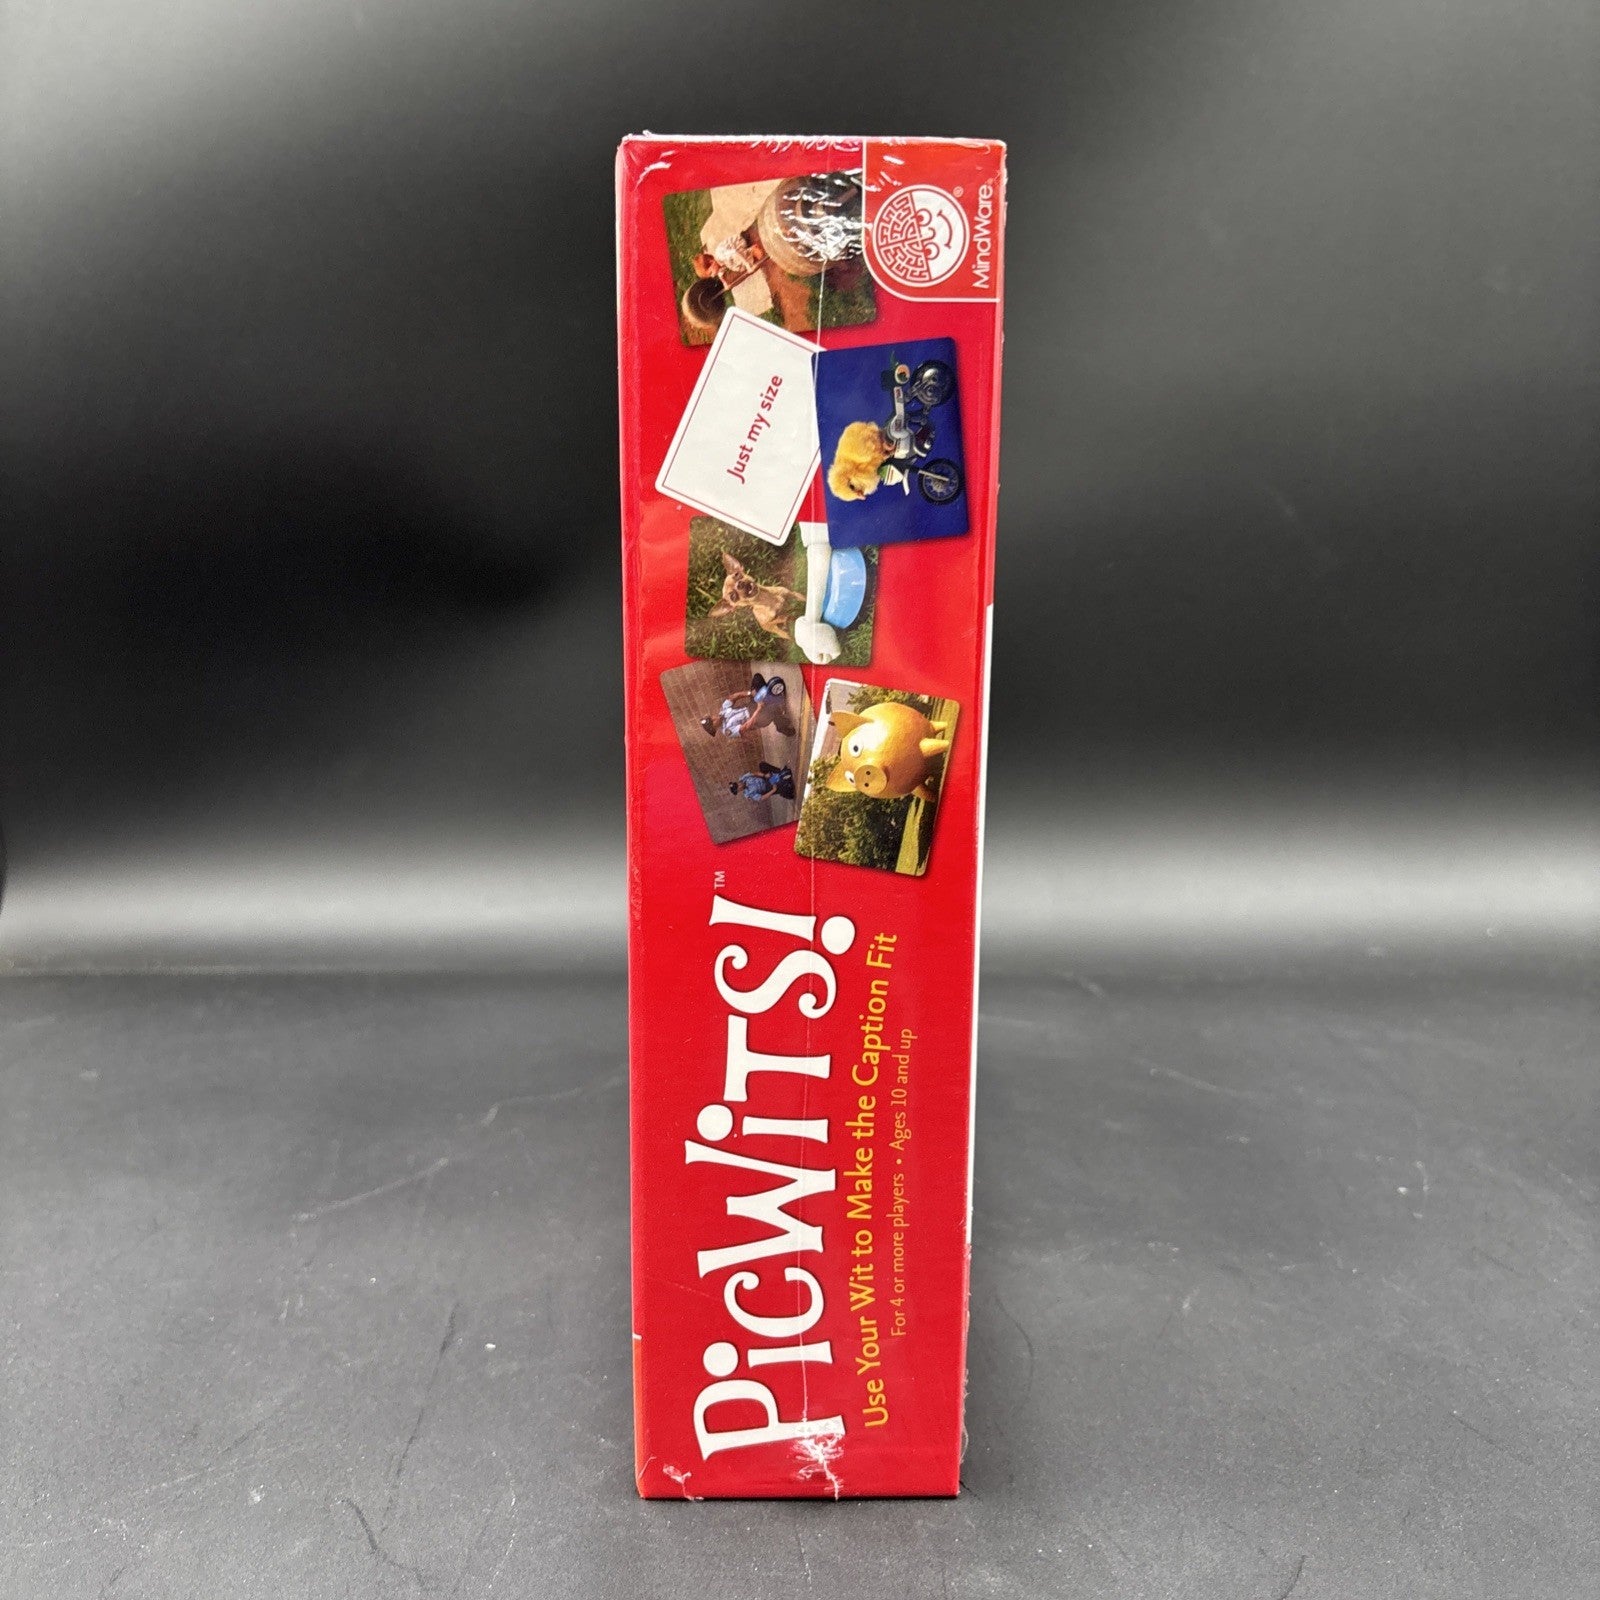 PicWiTS!™
Use Your Wit to Make the Caption Fit
For 4 or more players • Ages 10 and up
Just my size
MindWare®